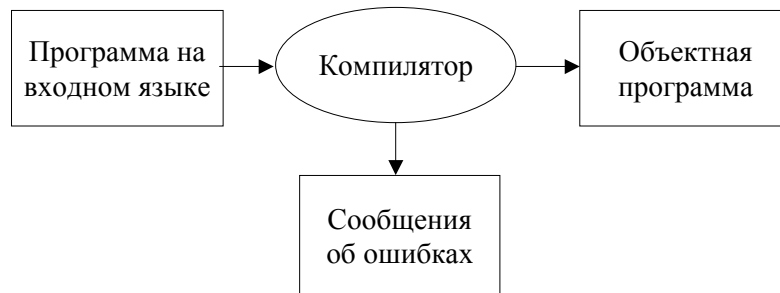 Программа на
входном языке
Компилятор
Объектная
программа
Сообщения
об ошибках